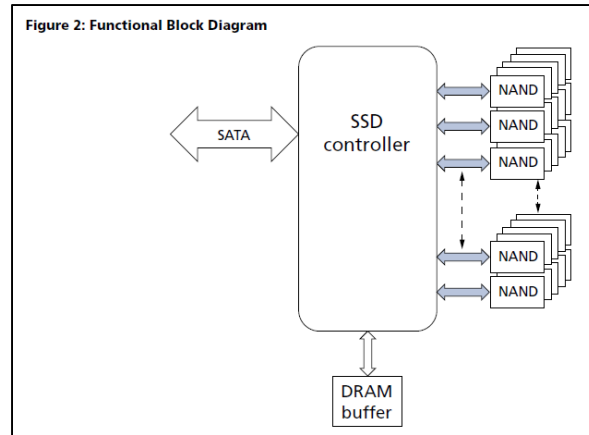 Figure 2: Functional Block Diagram
SATA
SSD
controller
NAND
NAND
NAND
NAND
NAND
DRAM
buffer